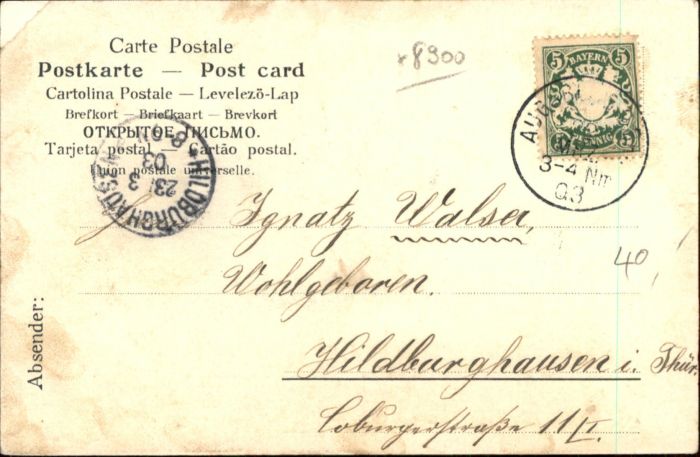 Carte Postale
Postkarte — Post card
Cartolina Postale — Levelezö-Lap
Brefkort — Briefkaart — Brevkort
ОТКРЫТОЕ ПИСЬМО.
Tarjeta postal — Cartão postal.
Union postale universelle.
8900
5 BAYERN 5
PFENNIG
3-4 Nm
03
HILDBURGHAUSEN
23 3
03
Ignatz Walser,
Wohlgeboren.
Hildburghausen i. Thür.
Coburgerstraße 11/I.
40
Absender: